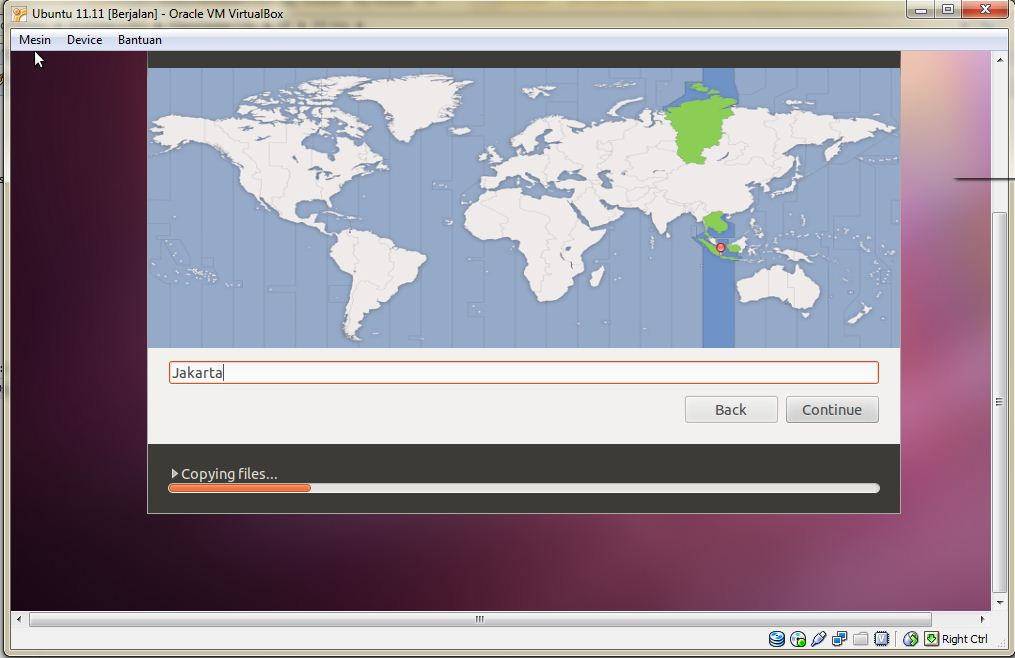 Ubuntu 11.11 [Berjalan] - Oracle VM VirtualBox
Mesin Device Bantuan
Jakarta
Back Continue
Copying files...
Right Ctrl